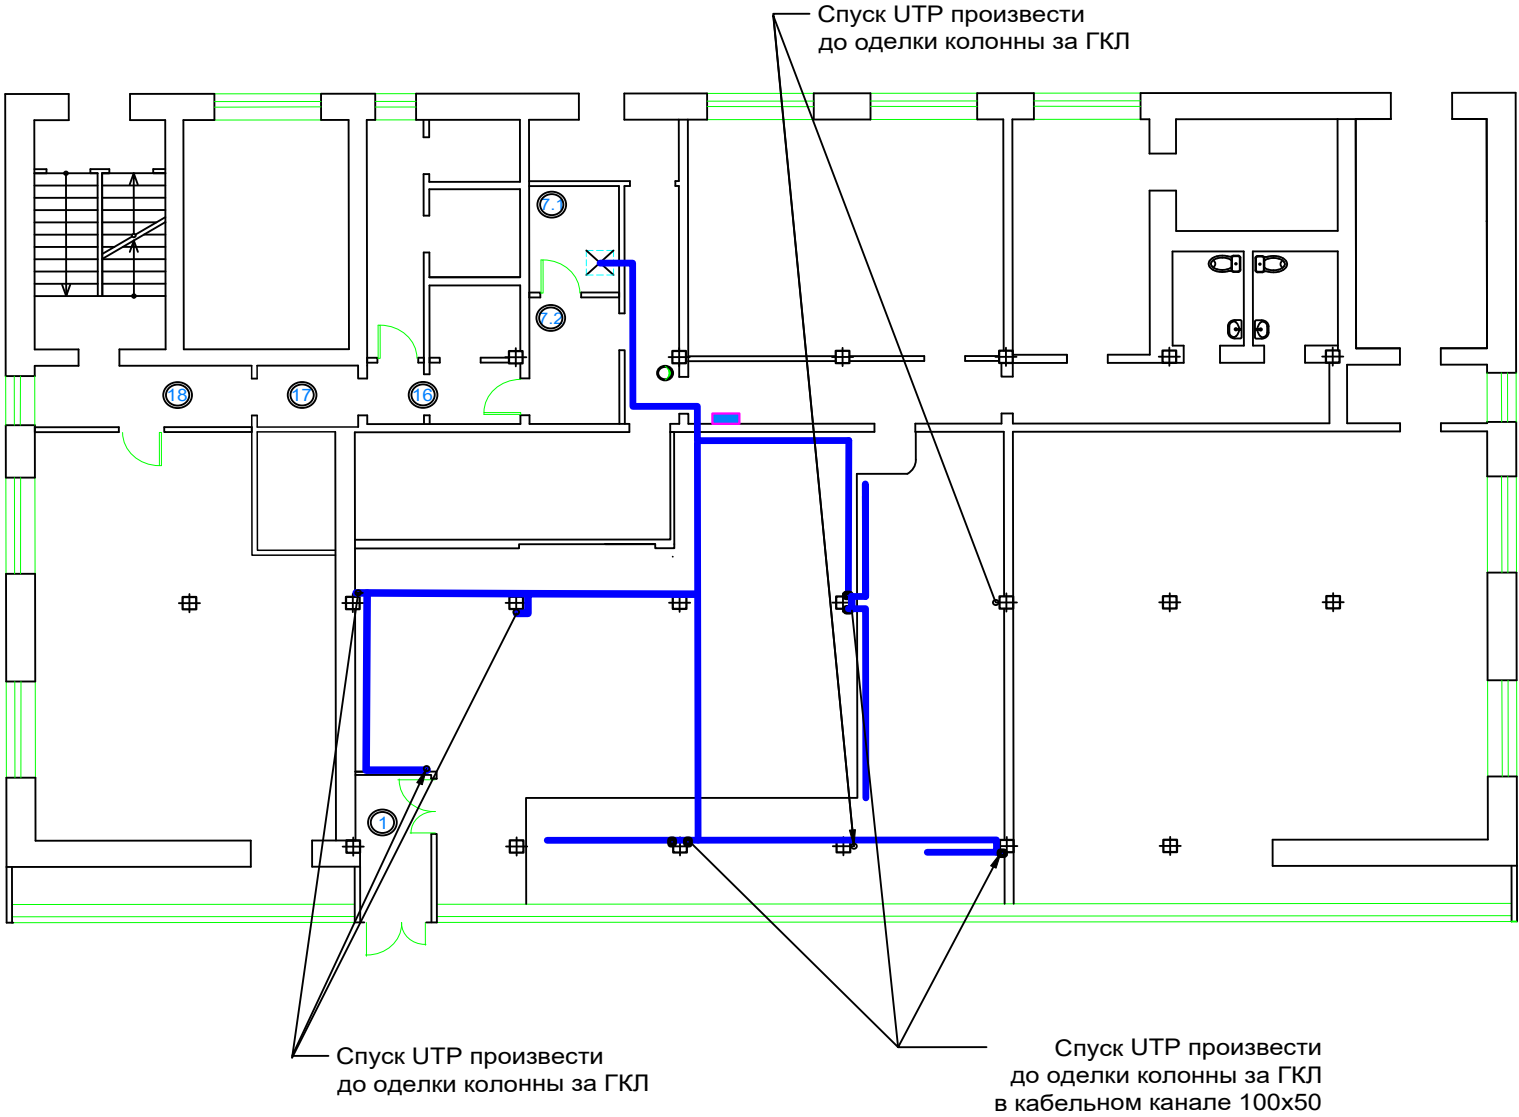 Спуск UTP произвести
до оделки колонны за ГКЛ
7.1
7.2
18
17
16
1
Спуск UTP произвести
до оделки колонны за ГКЛ
Спуск UTP произвести
до оделки колонны за ГКЛ
в кабельном канале 100x50